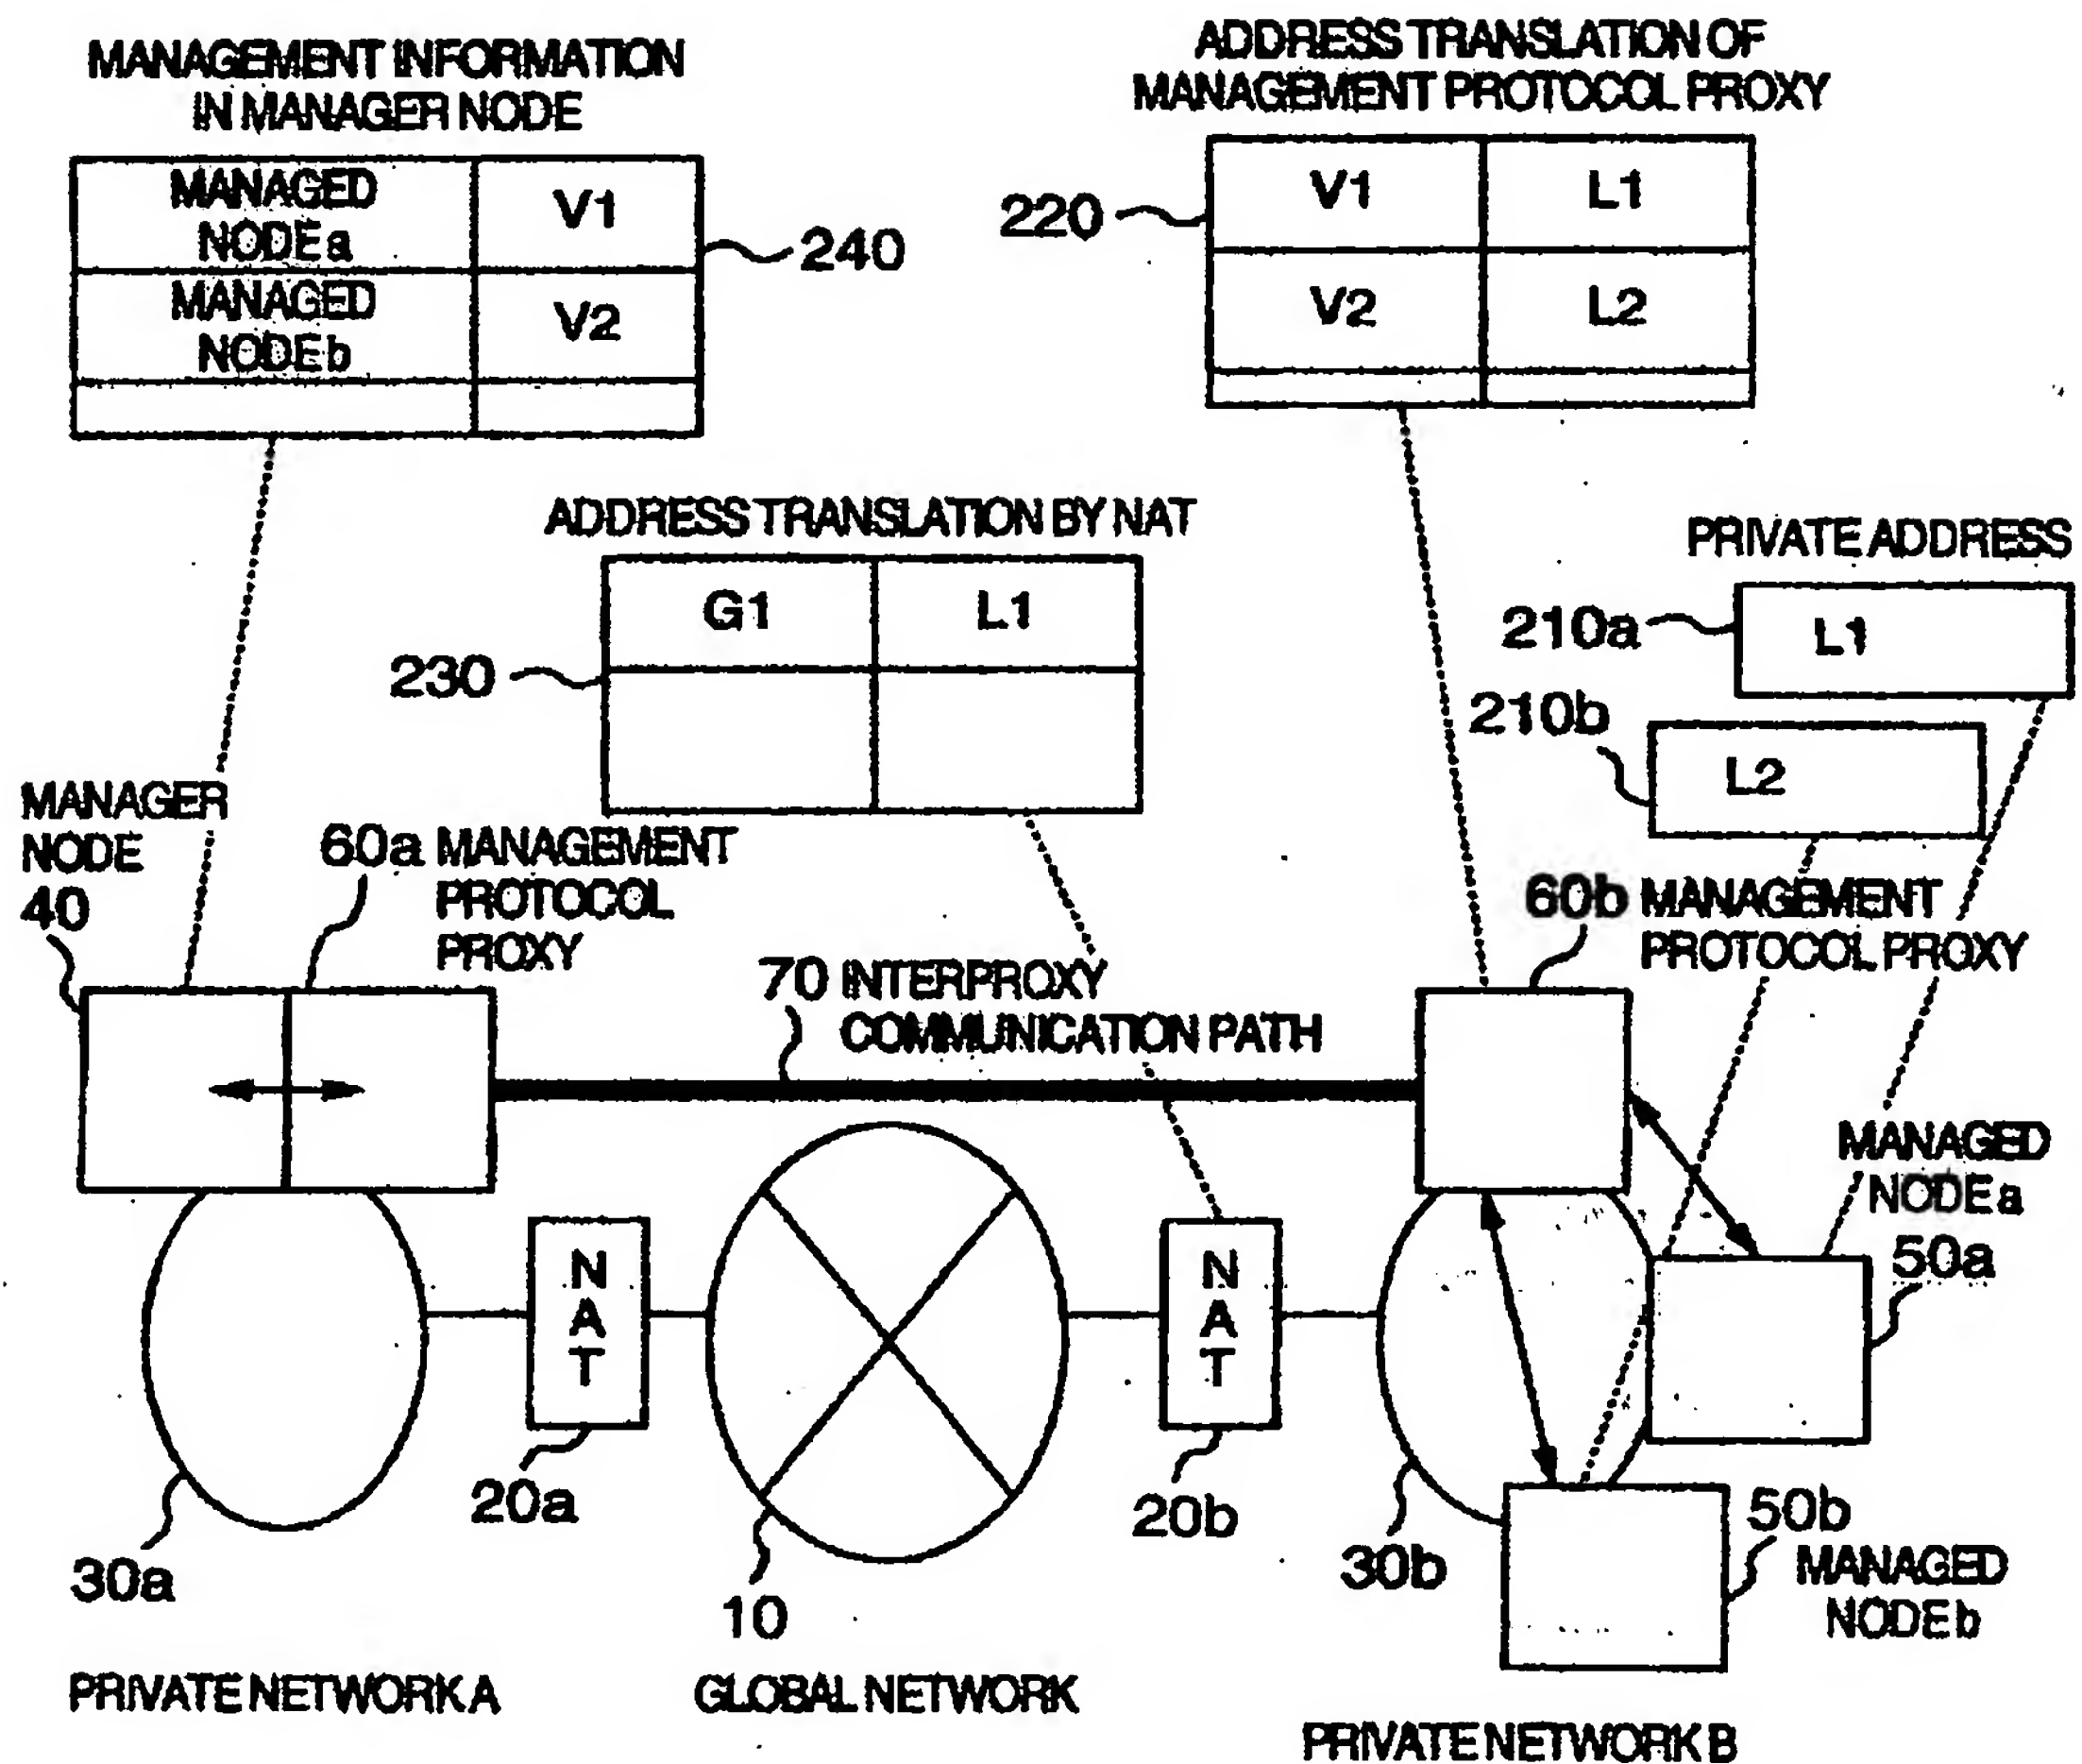 MANAGEMENT INFORMATION
IN MANAGER NODE
MANAGED
NODE a
V1
MANAGED
NODE b
V2
240
ADDRESS TRANSLATION OF
MANAGEMENT PROTOCOL PROXY
220
V1
L1
V2
L2
ADDRESS TRANSLATION BY NAT
G1
L1
230
PRIVATE ADDRESS
210a
L1
210b
L2
MANAGER
NODE
40
60a MANAGEMENT
PROTOCOL
PROXY
70 INTERPROXY
COMMUNICATION PATH
60b MANAGEMENT
PROTOCOL PROXY
MANAGED
NODE a
50a
NAT
20a
NAT
20b
30a
10
30b
50b
MANAGED
NODE b
PRIVATE NETWORK A
GLOBAL NETWORK
PRIVATE NETWORK B